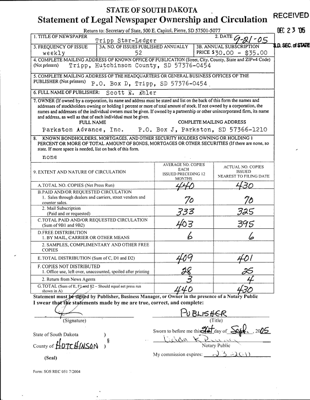 STATE OF SOUTH DAKOTA
Statement of Legal Newspaper Ownership and Circulation
RECEIVED
Return to: Secretary of State, 500 E. Capitol, Pierre, SD 57501-5077
DEC 23 '05
1. TITLE OF NEWSPAPER
Tripp Star-Ledger
2. DATE
9-21-05
S.D. SEC. of STATE
3. FREQUENCY OF ISSUE
weekly
3A. NO. OF ISSUES PUBLISHED ANNUALLY
52
3B. ANNUAL SUBSCRIPTION
PRICE $30.00 - $35.00
4. COMPLETE MAILING ADDRESS OF KNOWN OFFICE OF PUBLICATION (Street, City, County, State and ZIP+4 Code)
(Not printers) Tripp, Hutchinson County, SD 57376-0454
5. COMPLETE MAILING ADDRESS OF THE HEADQUARTERS OR GENERAL BUSINESS OFFICES OF THE
PUBLISHER (Not printers) P.O. Box D, Tripp, SD 57376-0454
6. FULL NAME OF PUBLISHER: Scott E. Ehler
7. OWNER (If owned by a corporation, its name and address must be stated and also on the back of this form the names and
addresses of stockholders owning or holding 1 percent or more of total amount of stock. If not owned by a corporation, the
names and addresses of the individual owners must be given. If owned by a partnership or other unincorporated firm, its name
and address, as well as that of each individual must be given.)
FULL NAME
COMPLETE MAILING ADDRESS
Parkston Advance, Inc.
P.O. Box J, Parkston, SD 57366-1210
8. KNOWN BONDHOLDERS, MORTGAGES, AND OTHER SECURITY HOLDERS OWNING OR HOLDING 1
PERCENT OR MORE OF TOTAL AMOUNT OF BONDS, MORTGAGES OR OTHER SECURITIES (If there are none, so
state. If more space is needed, list on back of this form.
none
9. EXTENT AND NATURE OF CIRCULATION
AVERAGE NO. COPIES EACH ISSUED PRECEDING 12 MONTHS
ACTUAL NO. COPIES ISSUED NEAREST TO FILING DATE
A. TOTAL NO. COPIES (Net Press Run)
440
430
B. PAID AND/OR REQUESTED CIRCULATION
1. Sales through dealers and carriers, street vendors and
counter sales.
70
70
2. Mail Subscription
(Paid and/or requested)
333
325
C. TOTAL PAID AND/OR REQUESTED CIRCULATION
(Sum of 9B1 and 9B2)
403
395
D. FREE DISTRIBUTION
1. BY MAIL, CARRIER OR OTHER MEANS
6
6
2. SAMPLES, COMPLIMENTARY AND OTHER FREE
COPIES
E. TOTAL DISTRIBUTION (Sum of C, D1 and D2)
409
401
F. COPIES NOT DISTRIBUTED
1. Office use, left over, unaccounted, spoiled after printing
28
25
2. Return from News Agents
3
4
G. TOTAL (Sum of E, F1 and F2 - Should equal net press run
shown in A)
440
430
Statement must be signed by Publisher, Business Manager, or Owner in the presence of a Notary Public
I swear that the statements made by me are true, correct, and complete:
PUBLISHER
(Signature)
(Title)
State of South Dakota )
Sworn to before me this 21st day of Sept. 2005
County of HUTCHINSON )
Notary Public
(Seal)
My commission expires:
Form: SOS REC 051 7/2004